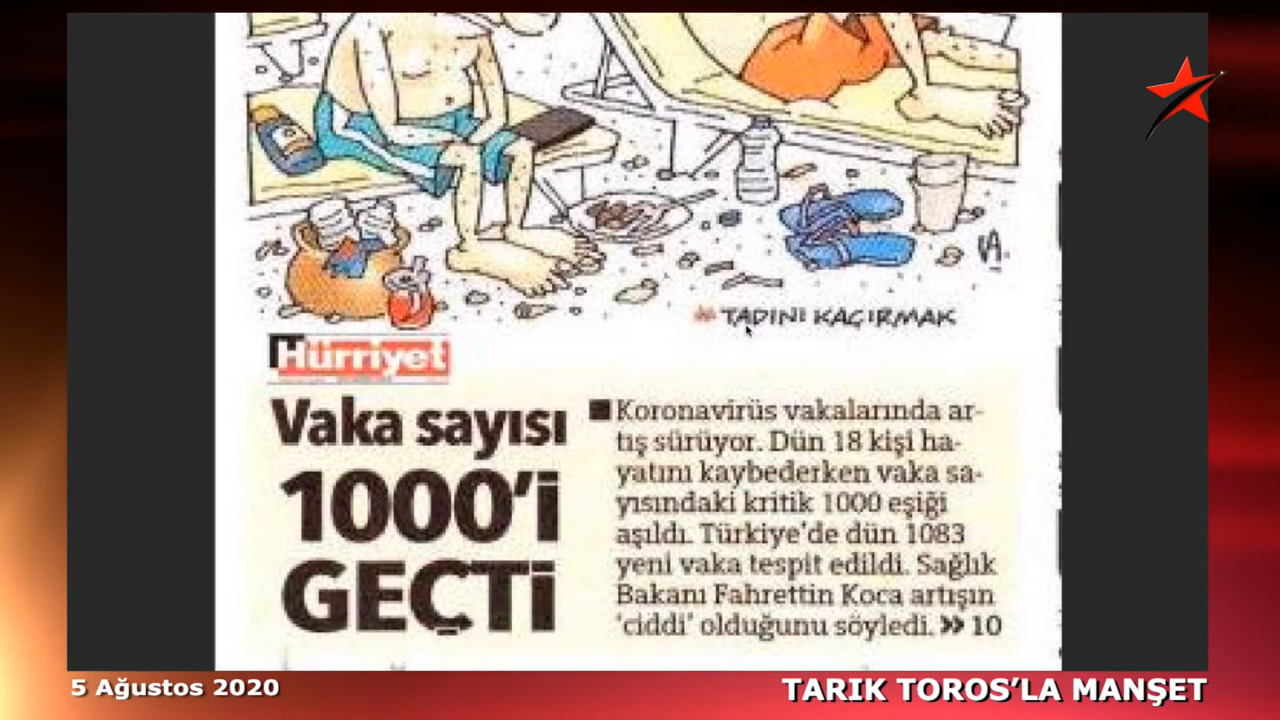 # TADINI KAÇIRMAK
Hürriyet
Vaka sayısı
1000'i
GEÇTİ
Koronavirüs vakalarında ar-
tış sürüyor. Dün 18 kişi ha-
yatını kaybederken vaka sa-
yısındaki kritik 1000 eşiği
aşıldı. Türkiye'de dün 1083
yeni vaka tespit edildi. Sağlık
Bakanı Fahrettin Koca artışın
'ciddi' olduğunu söyledi. » 10
5 Ağustos 2020
TARIK TOROS'LA MANŞET